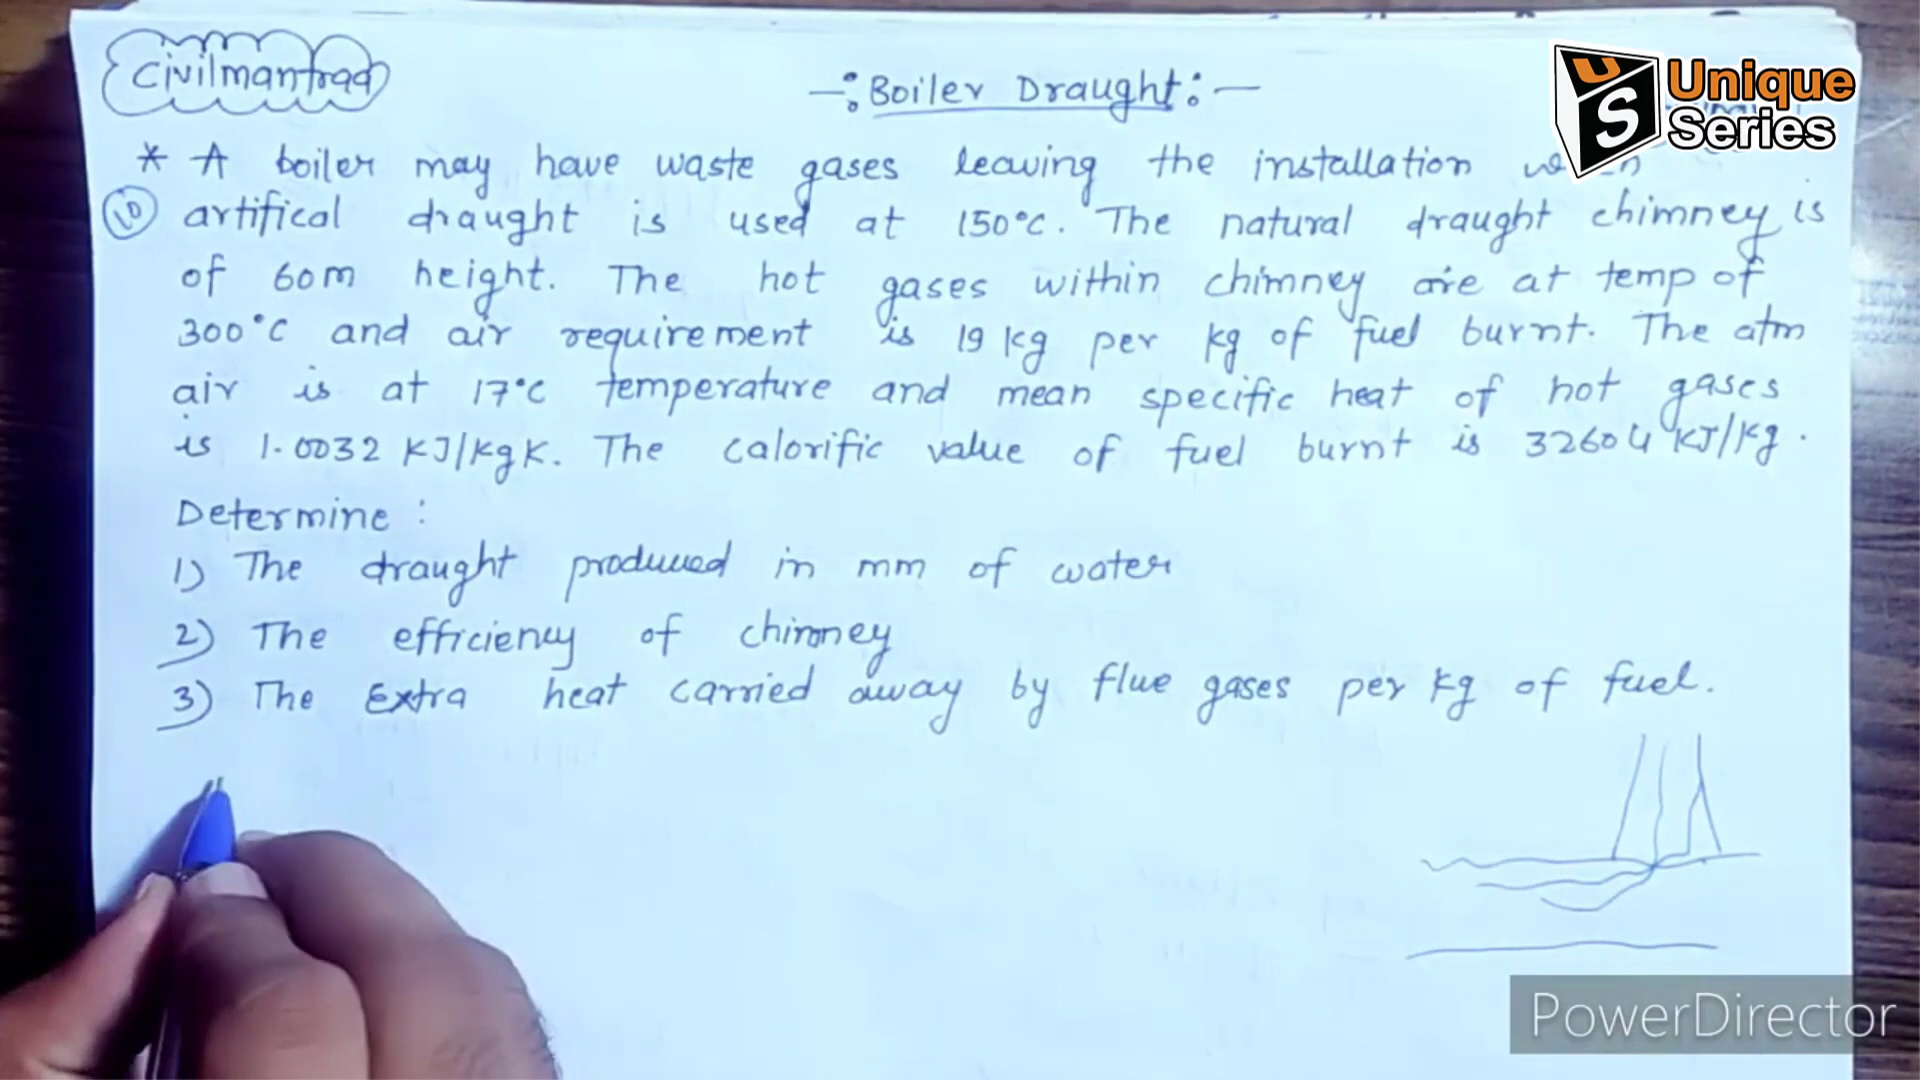 Civilmantraa
-: Boiler Draught :-
US Unique Series
* A boiler may have waste gases leaving the installation
10 artifical draught is used at 150°C. The natural draught chimney is
of 60m height. The hot gases within chimney are at temp of
300°C and air requirement is 19 kg per kg of fuel burnt. The atm
air is at 17°C temperature and mean specific heat of hot gases
is 1.0032 KJ/kgK. The calorific value of fuel burnt is 32604 KJ/kg.
Determine :
1) The draught produced in mm of water
2) The efficieny of chimney
3) The Extra heat carried away by flue gases per kg of fuel.
PowerDirector